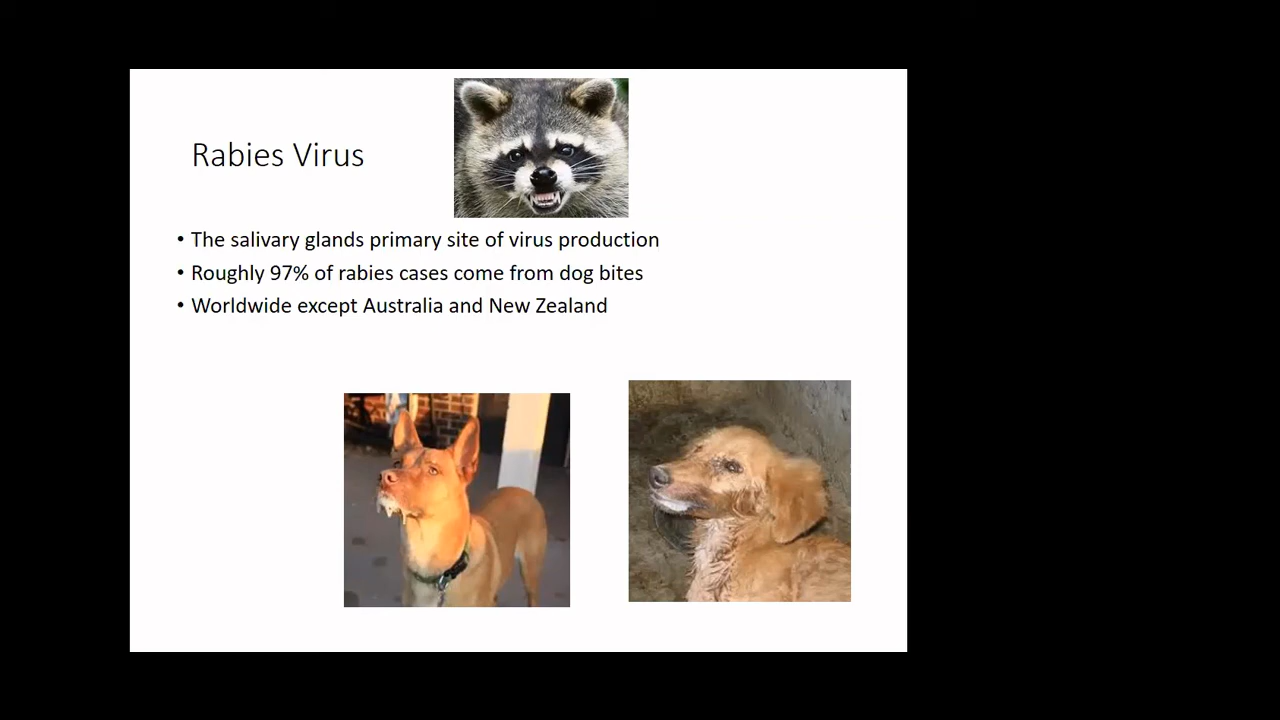 Rabies Virus
• The salivary glands primary site of virus production
• Roughly 97% of rabies cases come from dog bites
• Worldwide except Australia and New Zealand